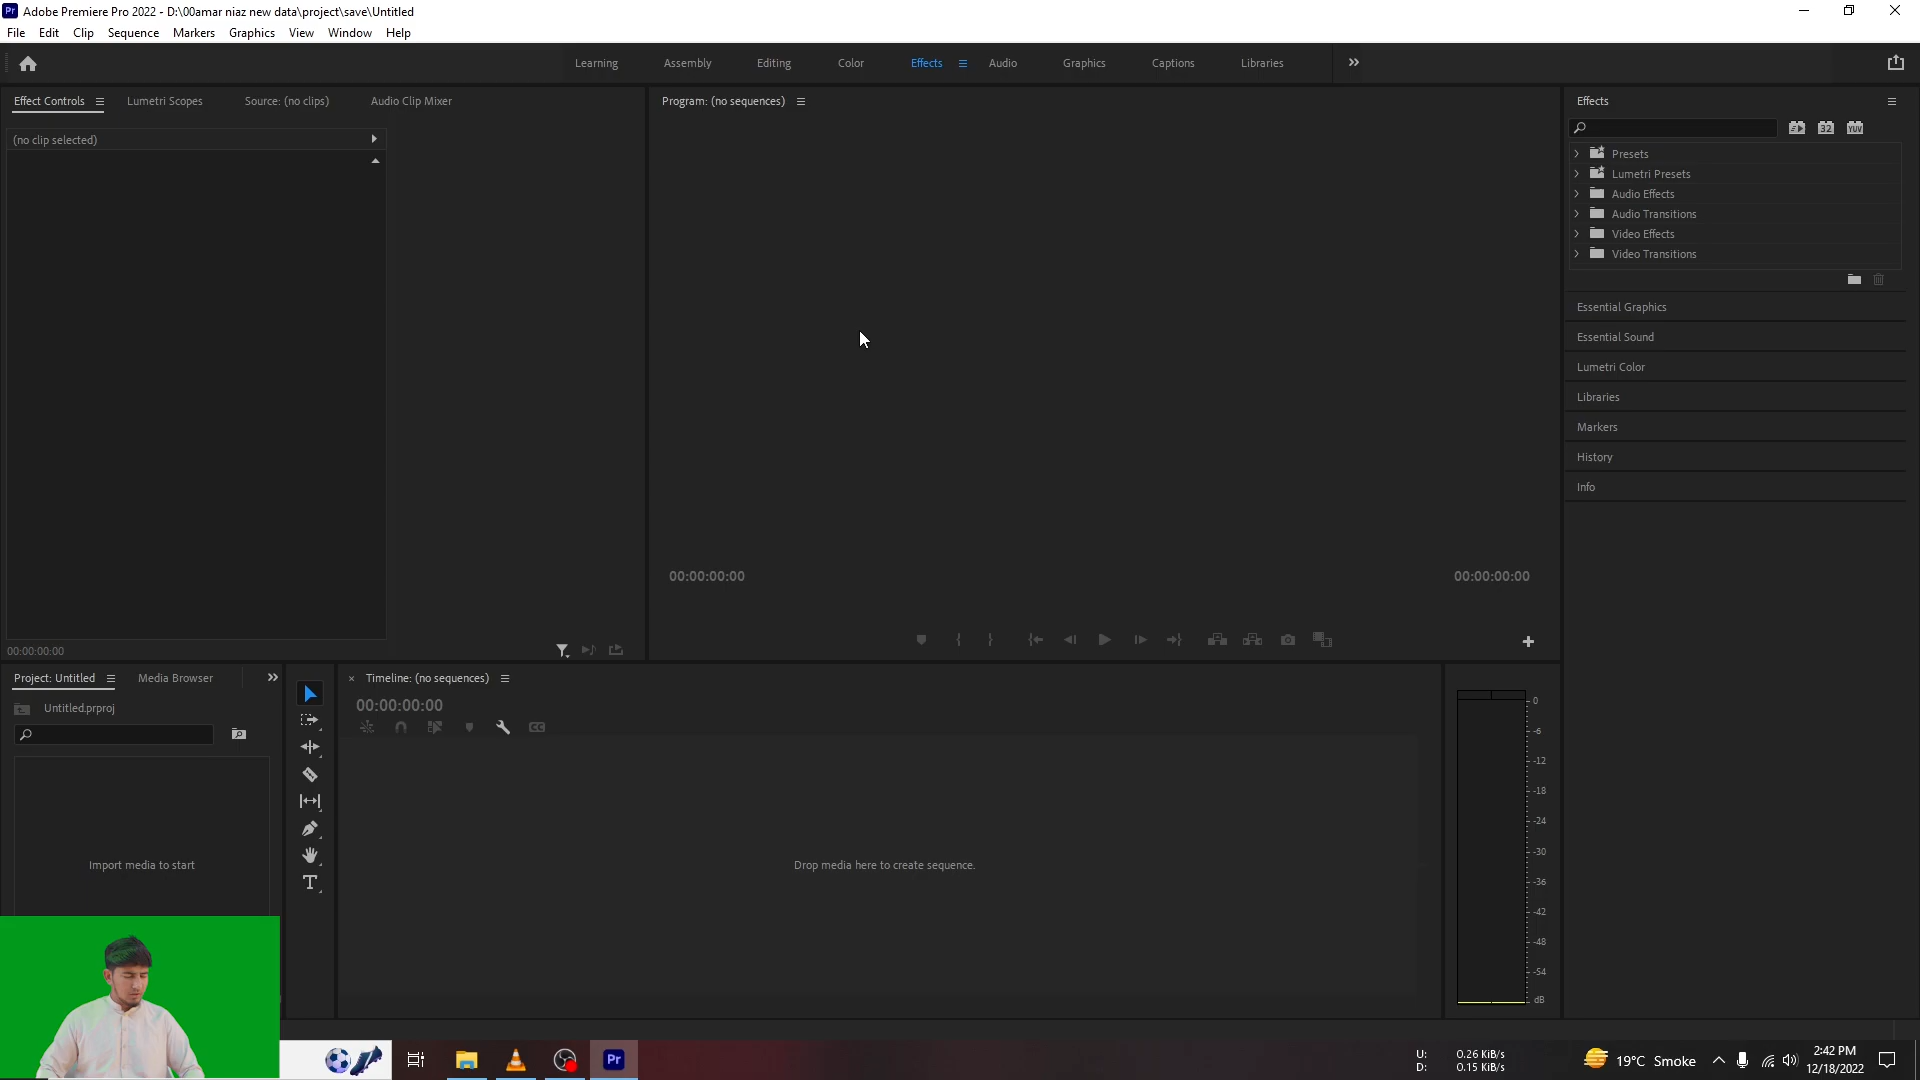 Adobe Premiere Pro 2022 - D:\00amar niaz new data\project\save\Untitled
File Edit Clip Sequence Markers Graphics View Window Help
Learning Assembly Editing Color Effects Audio Graphics Captions Libraries
Effect Controls Lumetri Scopes Source: (no clips) Audio Clip Mixer
(no clip selected)
00:00:00:00
Program: (no sequences)
00:00:00:00 00:00:00:00
Effects
32 YUV
Presets
Lumetri Presets
Audio Effects
Audio Transitions
Video Effects
Video Transitions
Essential Graphics
Essential Sound
Lumetri Color
Libraries
Markers
History
Info
Project: Untitled Media Browser
Untitled.prproj
Import media to start
Timeline: (no sequences)
00:00:00:00
CC
Drop media here to create sequence.
0
-6
-12
-18
-24
-30
-36
-42
-48
-54
dB
Pr
U: 0.26 KiB/s
D: 0.15 KiB/s
19°C Smoke
2:42 PM
12/18/2022